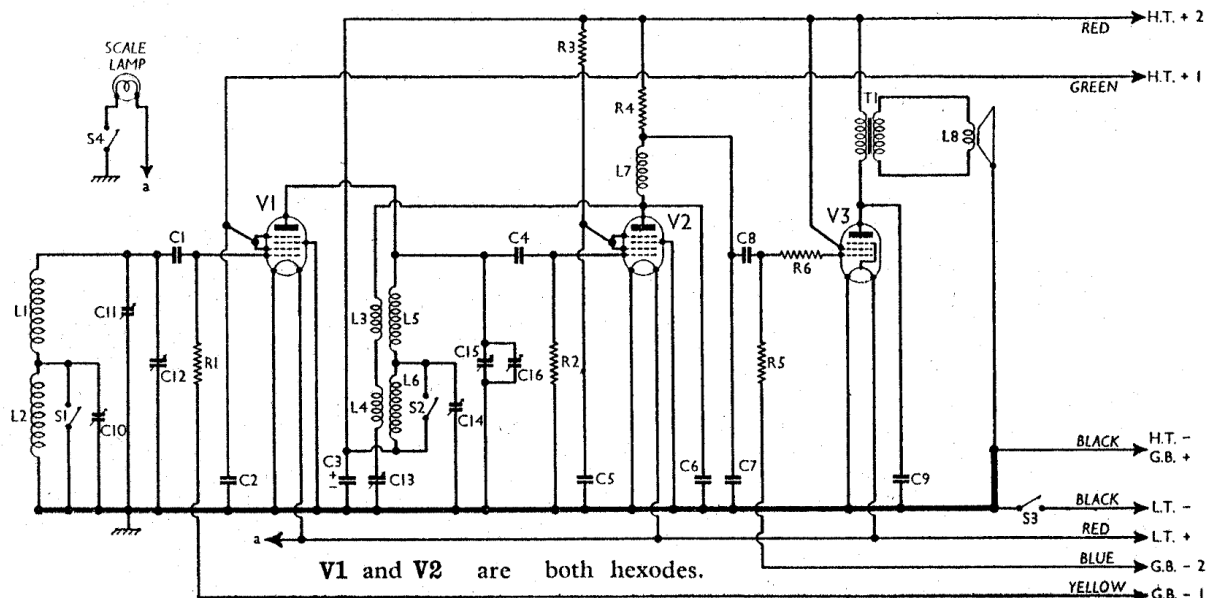 H.T. + 2
RED
R3
SCALE
LAMP
H.T. + 1
GREEN
R4
T1
S4
L8
a
L7
V1
V2
V3
C1
C4
C8
R6
L1
C11
L3
L5
C15
C16
R2
R5
C12
R1
L2
S1
C10
L4
L6
S2
C14
C2
C3
+
-
C13
C5
C6
C7
C9
BLACK
H.T. -
G.B. +
BLACK
L.T. -
S3
RED
L.T. +
a
BLUE
G.B. - 2
V1 and V2 are both hexodes.
YELLOW
G.B. - 1